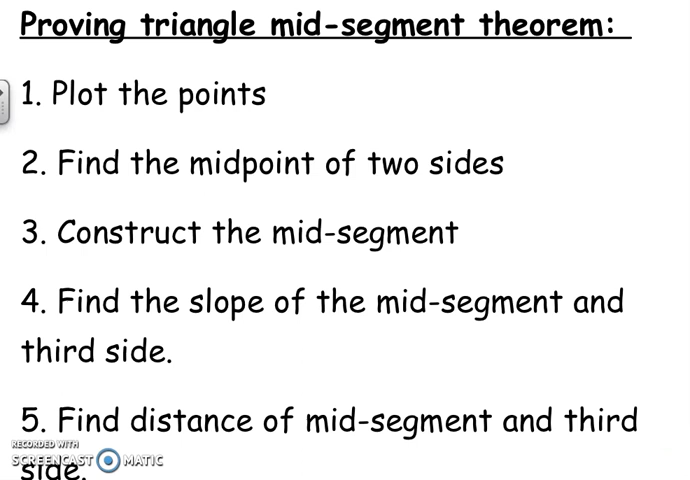 Proving triangle mid-segment theorem:
1. Plot the points
2. Find the midpoint of two sides
3. Construct the mid-segment
4. Find the slope of the mid-segment and
third side.
5. Find distance of mid-segment and third
side.
RECORDED WITH
SCREENCAST MATIC